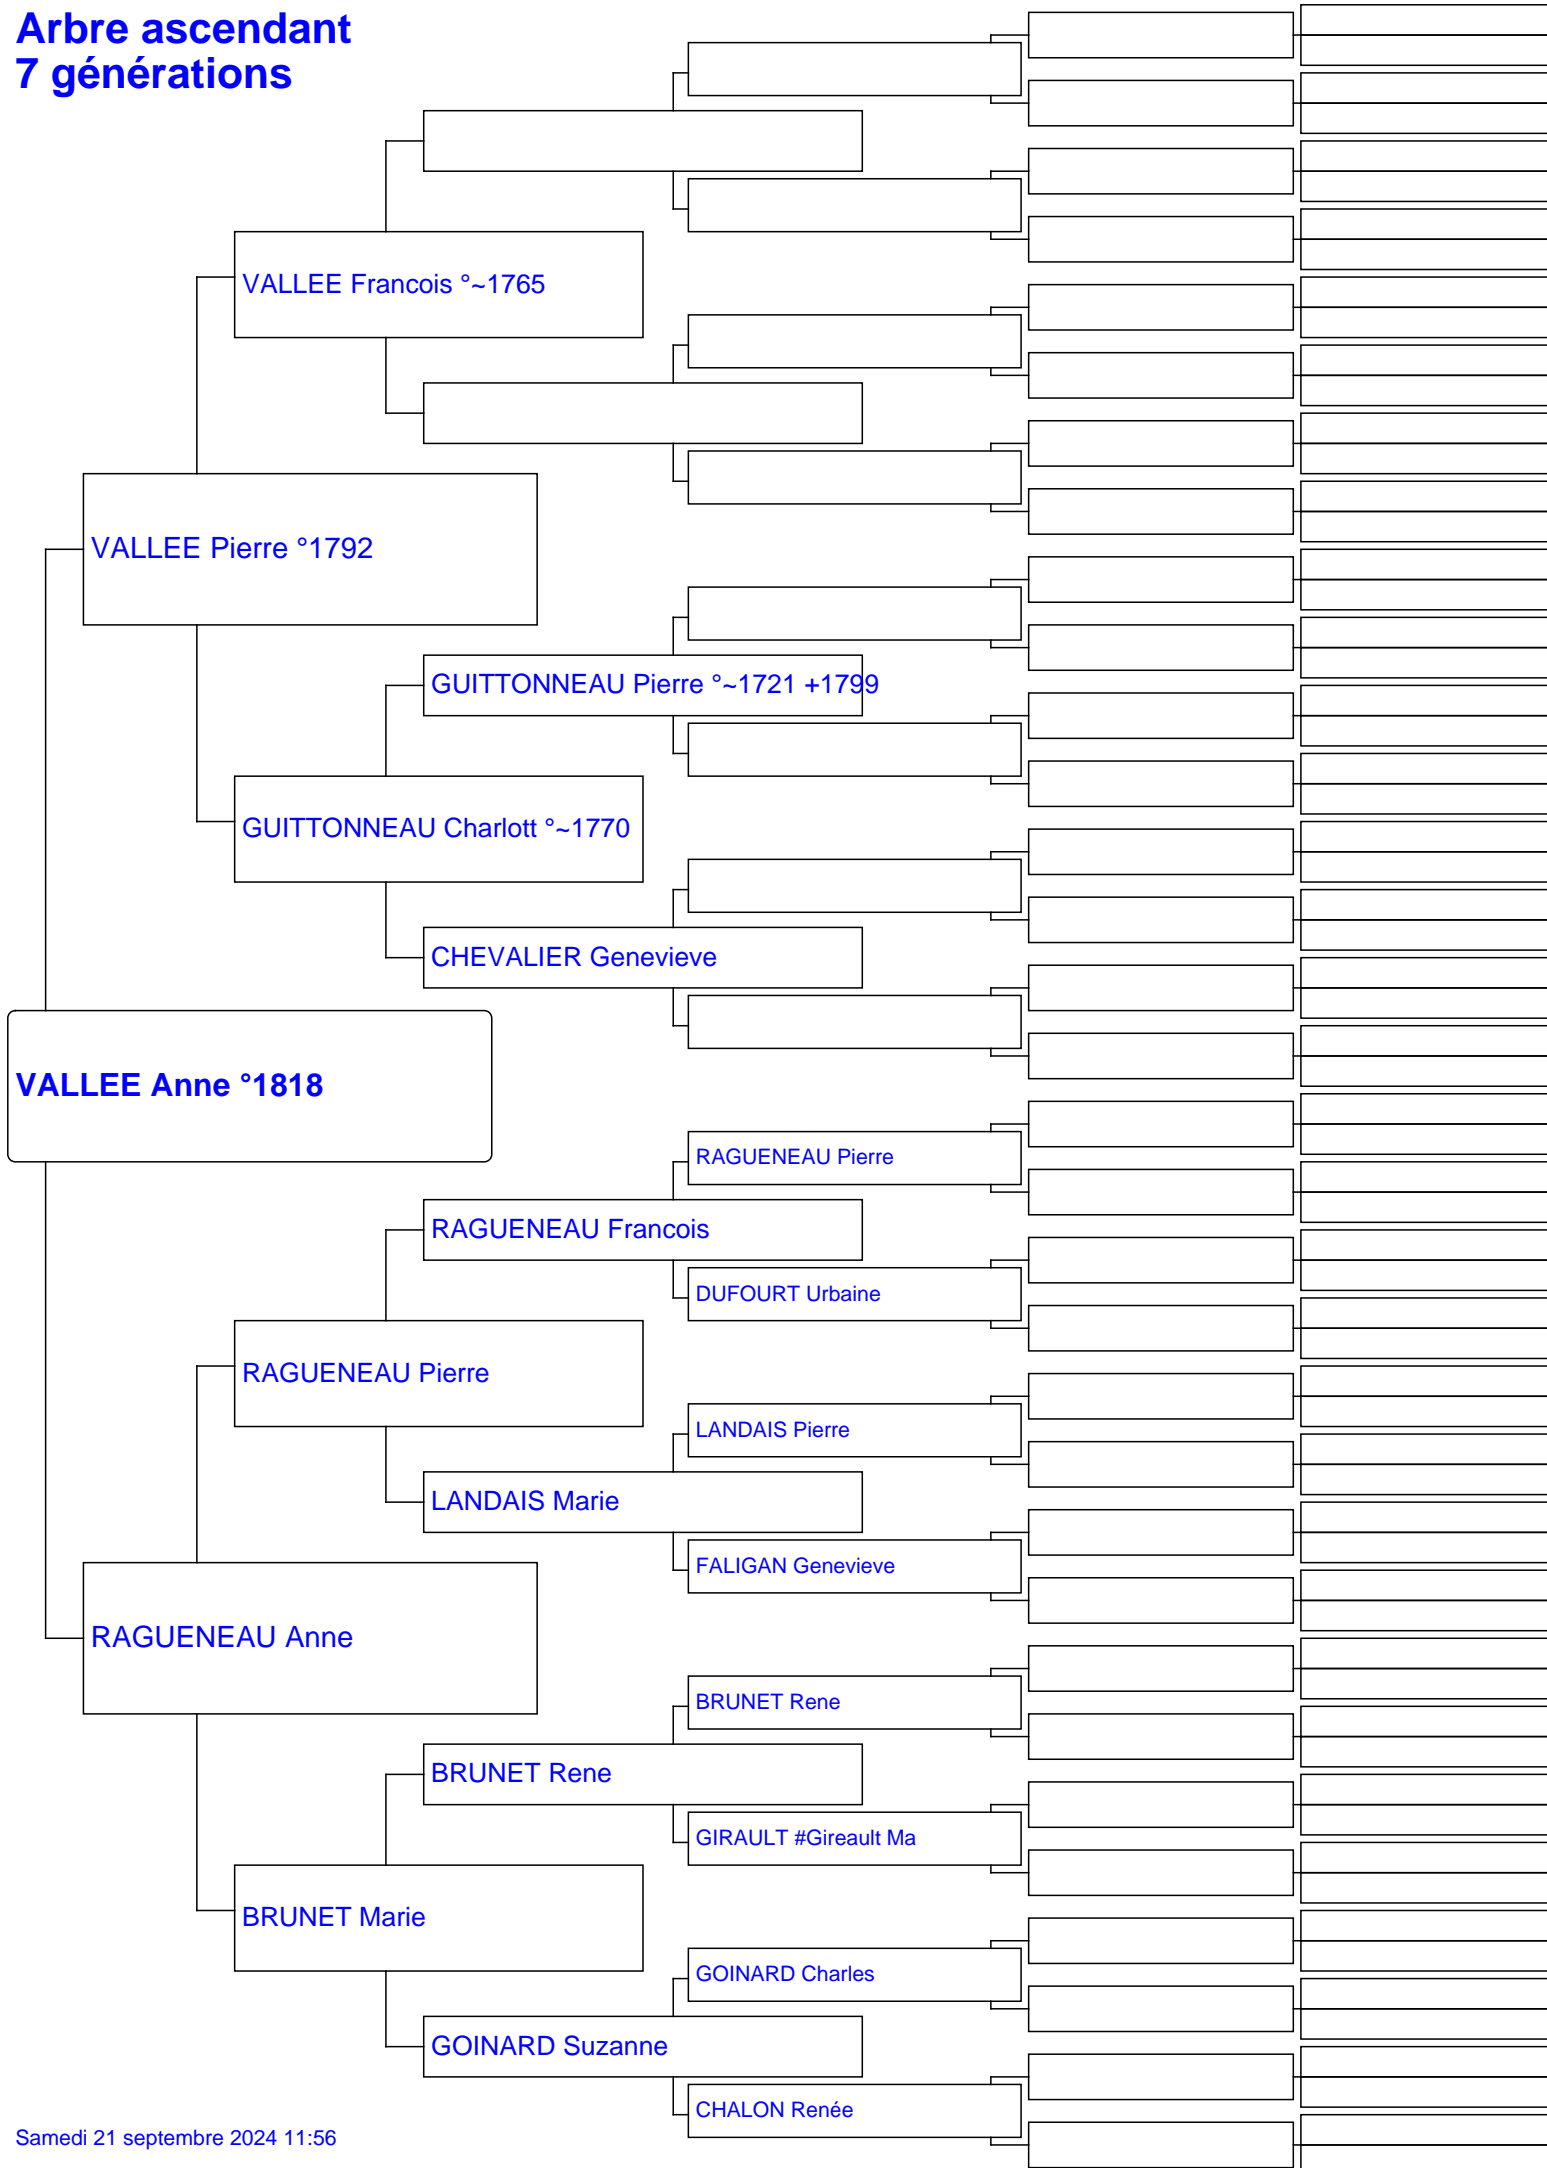 Arbre ascendant
7 générations
VALLEE Francois °~1765
VALLEE Pierre °1792
GUITTONNEAU Pierre °~1721 +1799
GUITTONNEAU Charlott °~1770
CHEVALIER Genevieve
VALLEE Anne °1818
RAGUENEAU Pierre
RAGUENEAU Francois
DUFOURT Urbaine
RAGUENEAU Pierre
LANDAIS Pierre
LANDAIS Marie
FALIGAN Genevieve
RAGUENEAU Anne
BRUNET Rene
BRUNET Rene
GIRAULT #Gireault Ma
BRUNET Marie
GOINARD Charles
GOINARD Suzanne
CHALON Renée
Samedi 21 septembre 2024 11:56